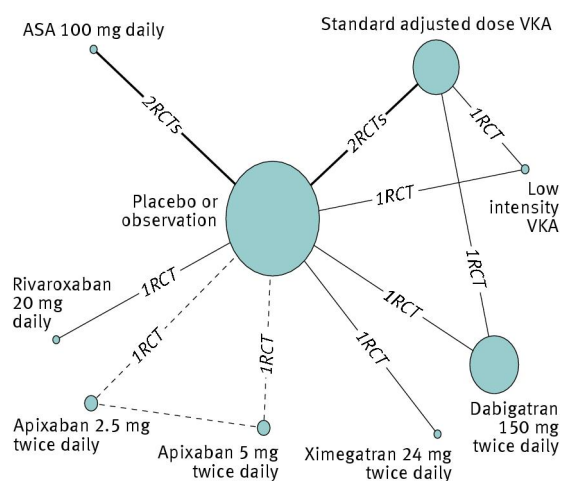 ASA 100 mg daily
Standard adjusted dose VKA
2RCTs
2RCTs
1RCT
Placebo or
observation
1RCT
Low
intensity
VKA
Rivaroxaban
20 mg
daily
1RCT
1RCT
1RCT
1RCT
1RCT
1RCT
Apixaban 2.5 mg
twice daily
Apixaban 5 mg
twice daily
Ximegatran 24 mg
twice daily
Dabigatran
150 mg
twice daily